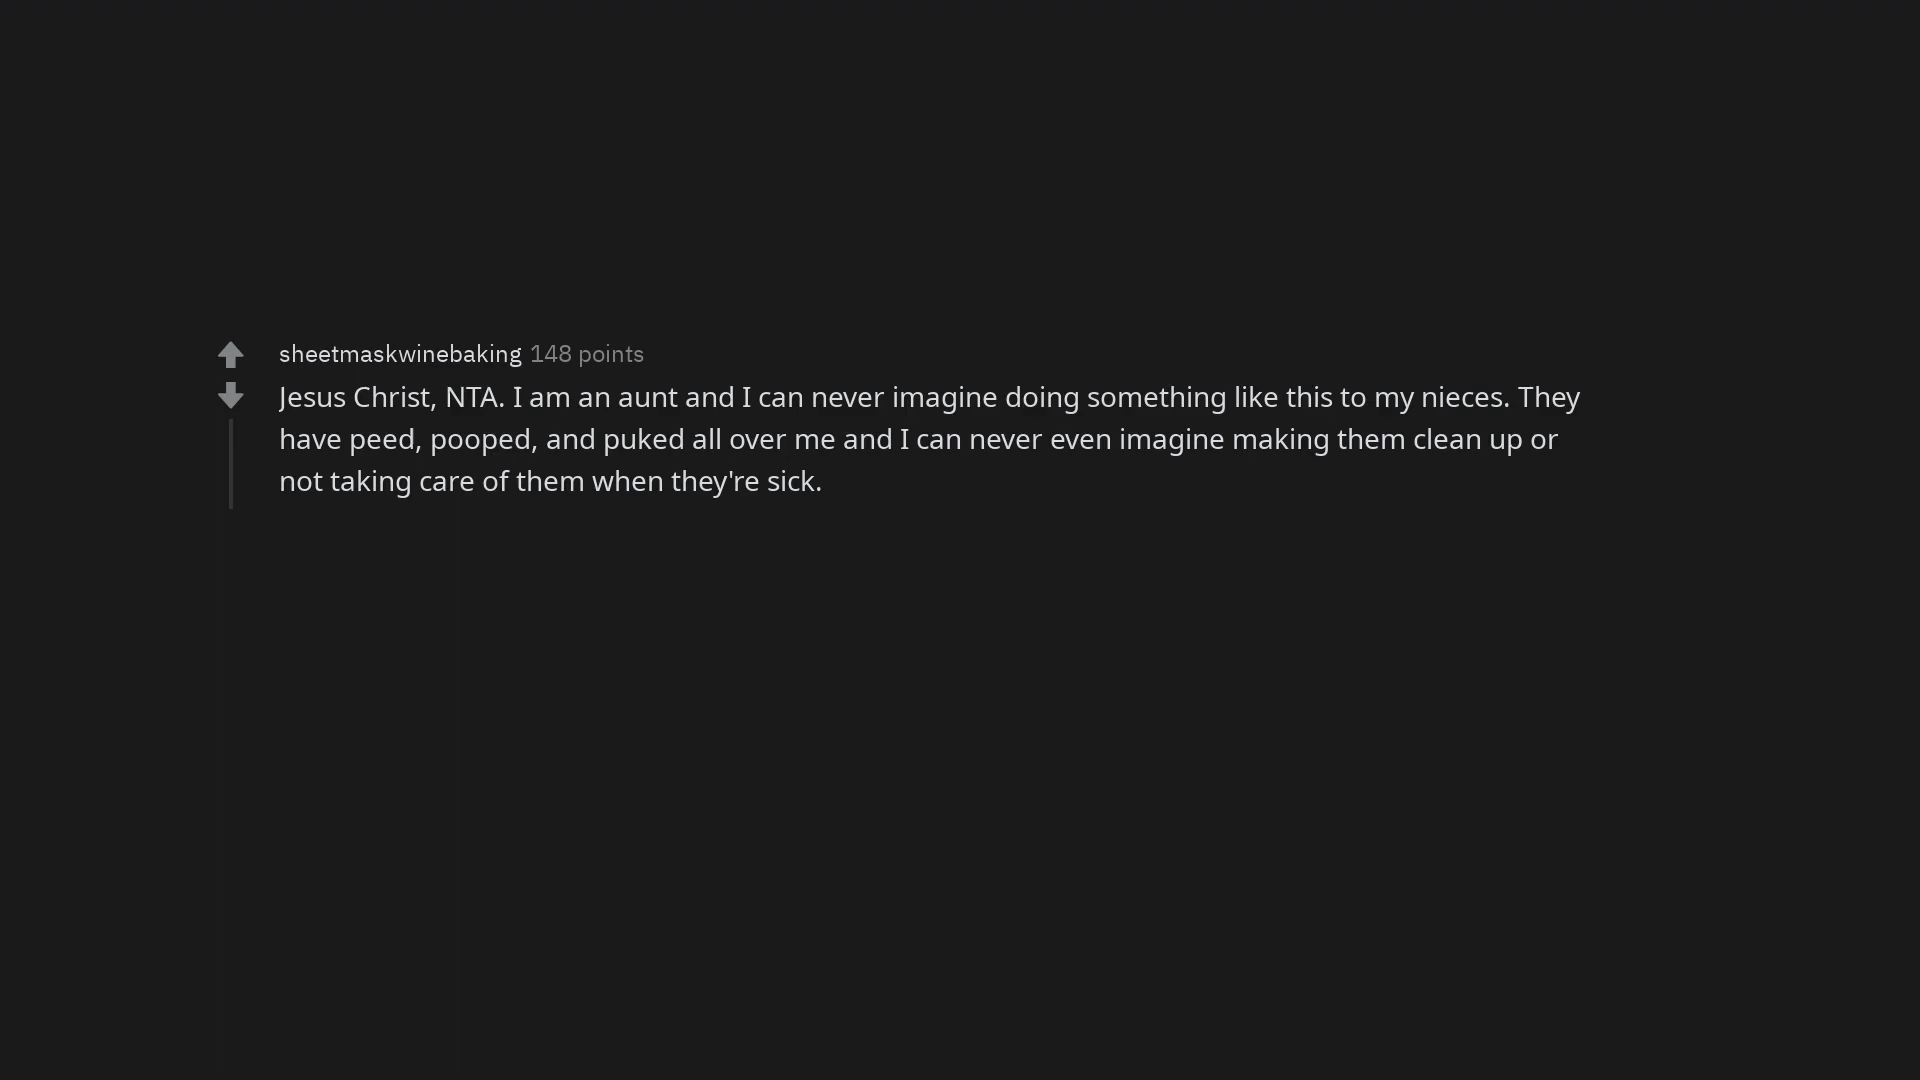 sheetmaskwinebaking 148 points
Jesus Christ, NTA. I am an aunt and I can never imagine doing something like this to my nieces. They
have peed, pooped, and puked all over me and I can never even imagine making them clean up or
not taking care of them when they're sick.